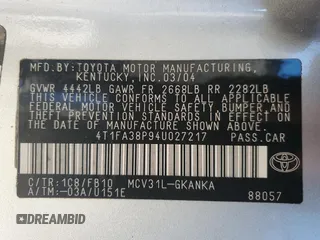 MFD. BY: TOYOTA MOTOR MANUFACTURING,
KENTUCKY, INC. 03/04
GVWR 4442LB GAWR FR 2668LB RR 2282LB
THIS VEHICLE CONFORMS TO ALL APPLICABLE
FEDERAL MOTOR VEHICLE SAFETY, BUMPER, AND
THEFT PREVENTION STANDARDS IN EFFECT ON
THE DATE OF MANUFACTURE SHOWN ABOVE.
4T1FA38P94U027217 PASS.CAR
C/TR: 1C8/FB10 MCV31L-GKANKA
A/TM: -03A/U151E
TOYOTA
88057
DREAMBID.COM